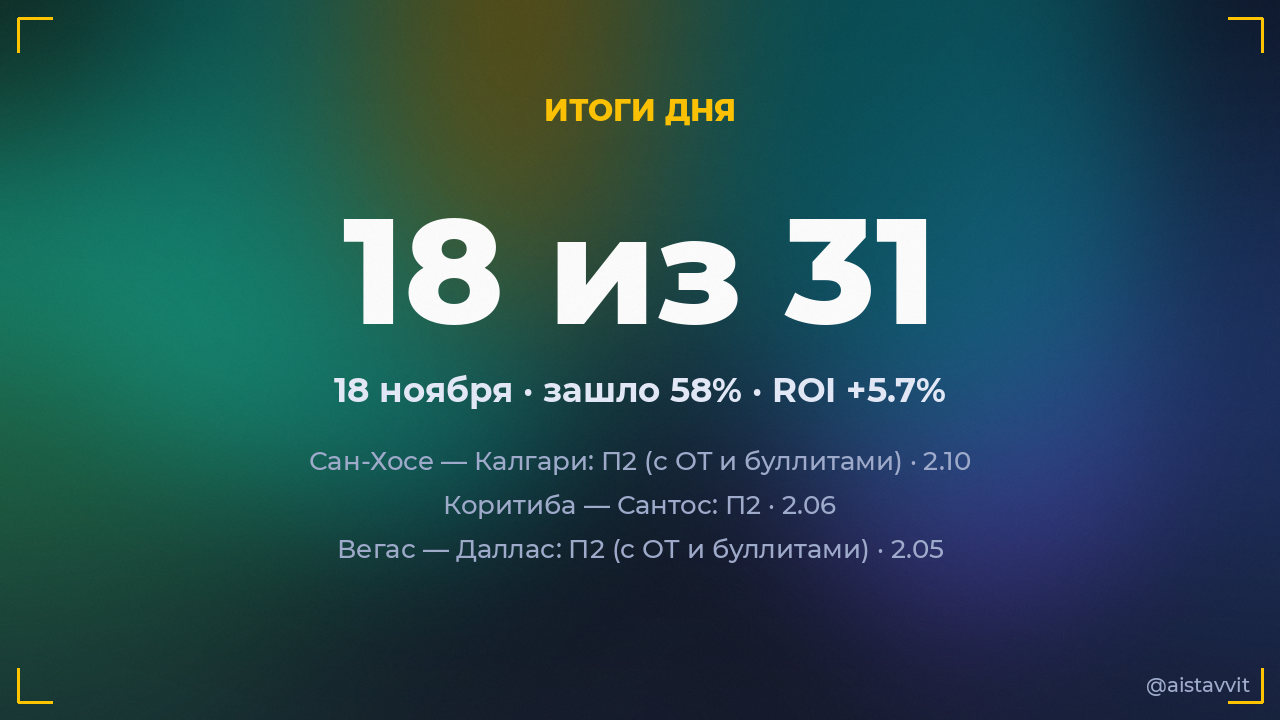 ИТОГИ ДНЯ
18 из 31
18 ноября · зашло 58% · ROI +5.7%
Сан-Хосе — Калгари: П2 (с ОТ и буллитами) · 2.10
Коритиба — Сантос: П2 · 2.06
Вегас — Даллас: П2 (с ОТ и буллитами) · 2.05
@aistavvit